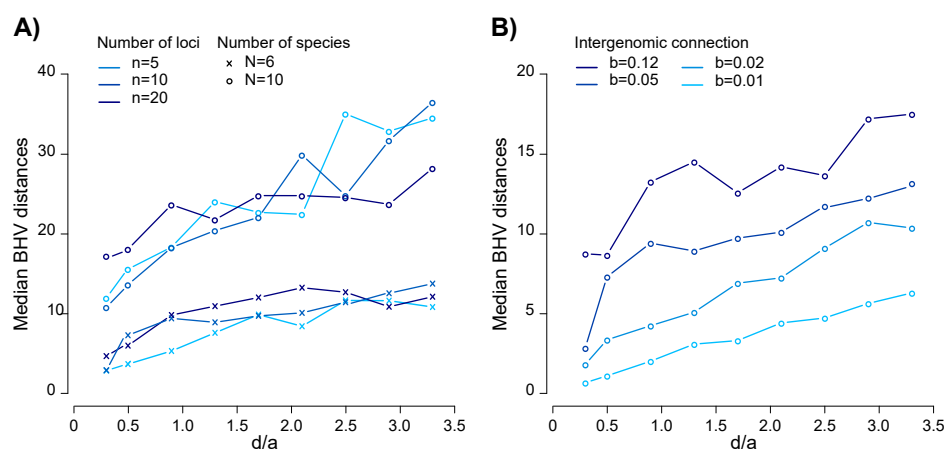 A)
Number of loci
Number of species
n=5
n=10
n=20
N=6
N=10
Median BHV distances
40
30
20
10
0
0
0.5
1.0
1.5
2.0
2.5
3.0
3.5
d/a
B)
Intergenomic connection
b=0.12
b=0.02
b=0.05
b=0.01
Median BHV distances
20
15
10
5
0
0
0.5
1.0
1.5
2.0
2.5
3.0
3.5
d/a